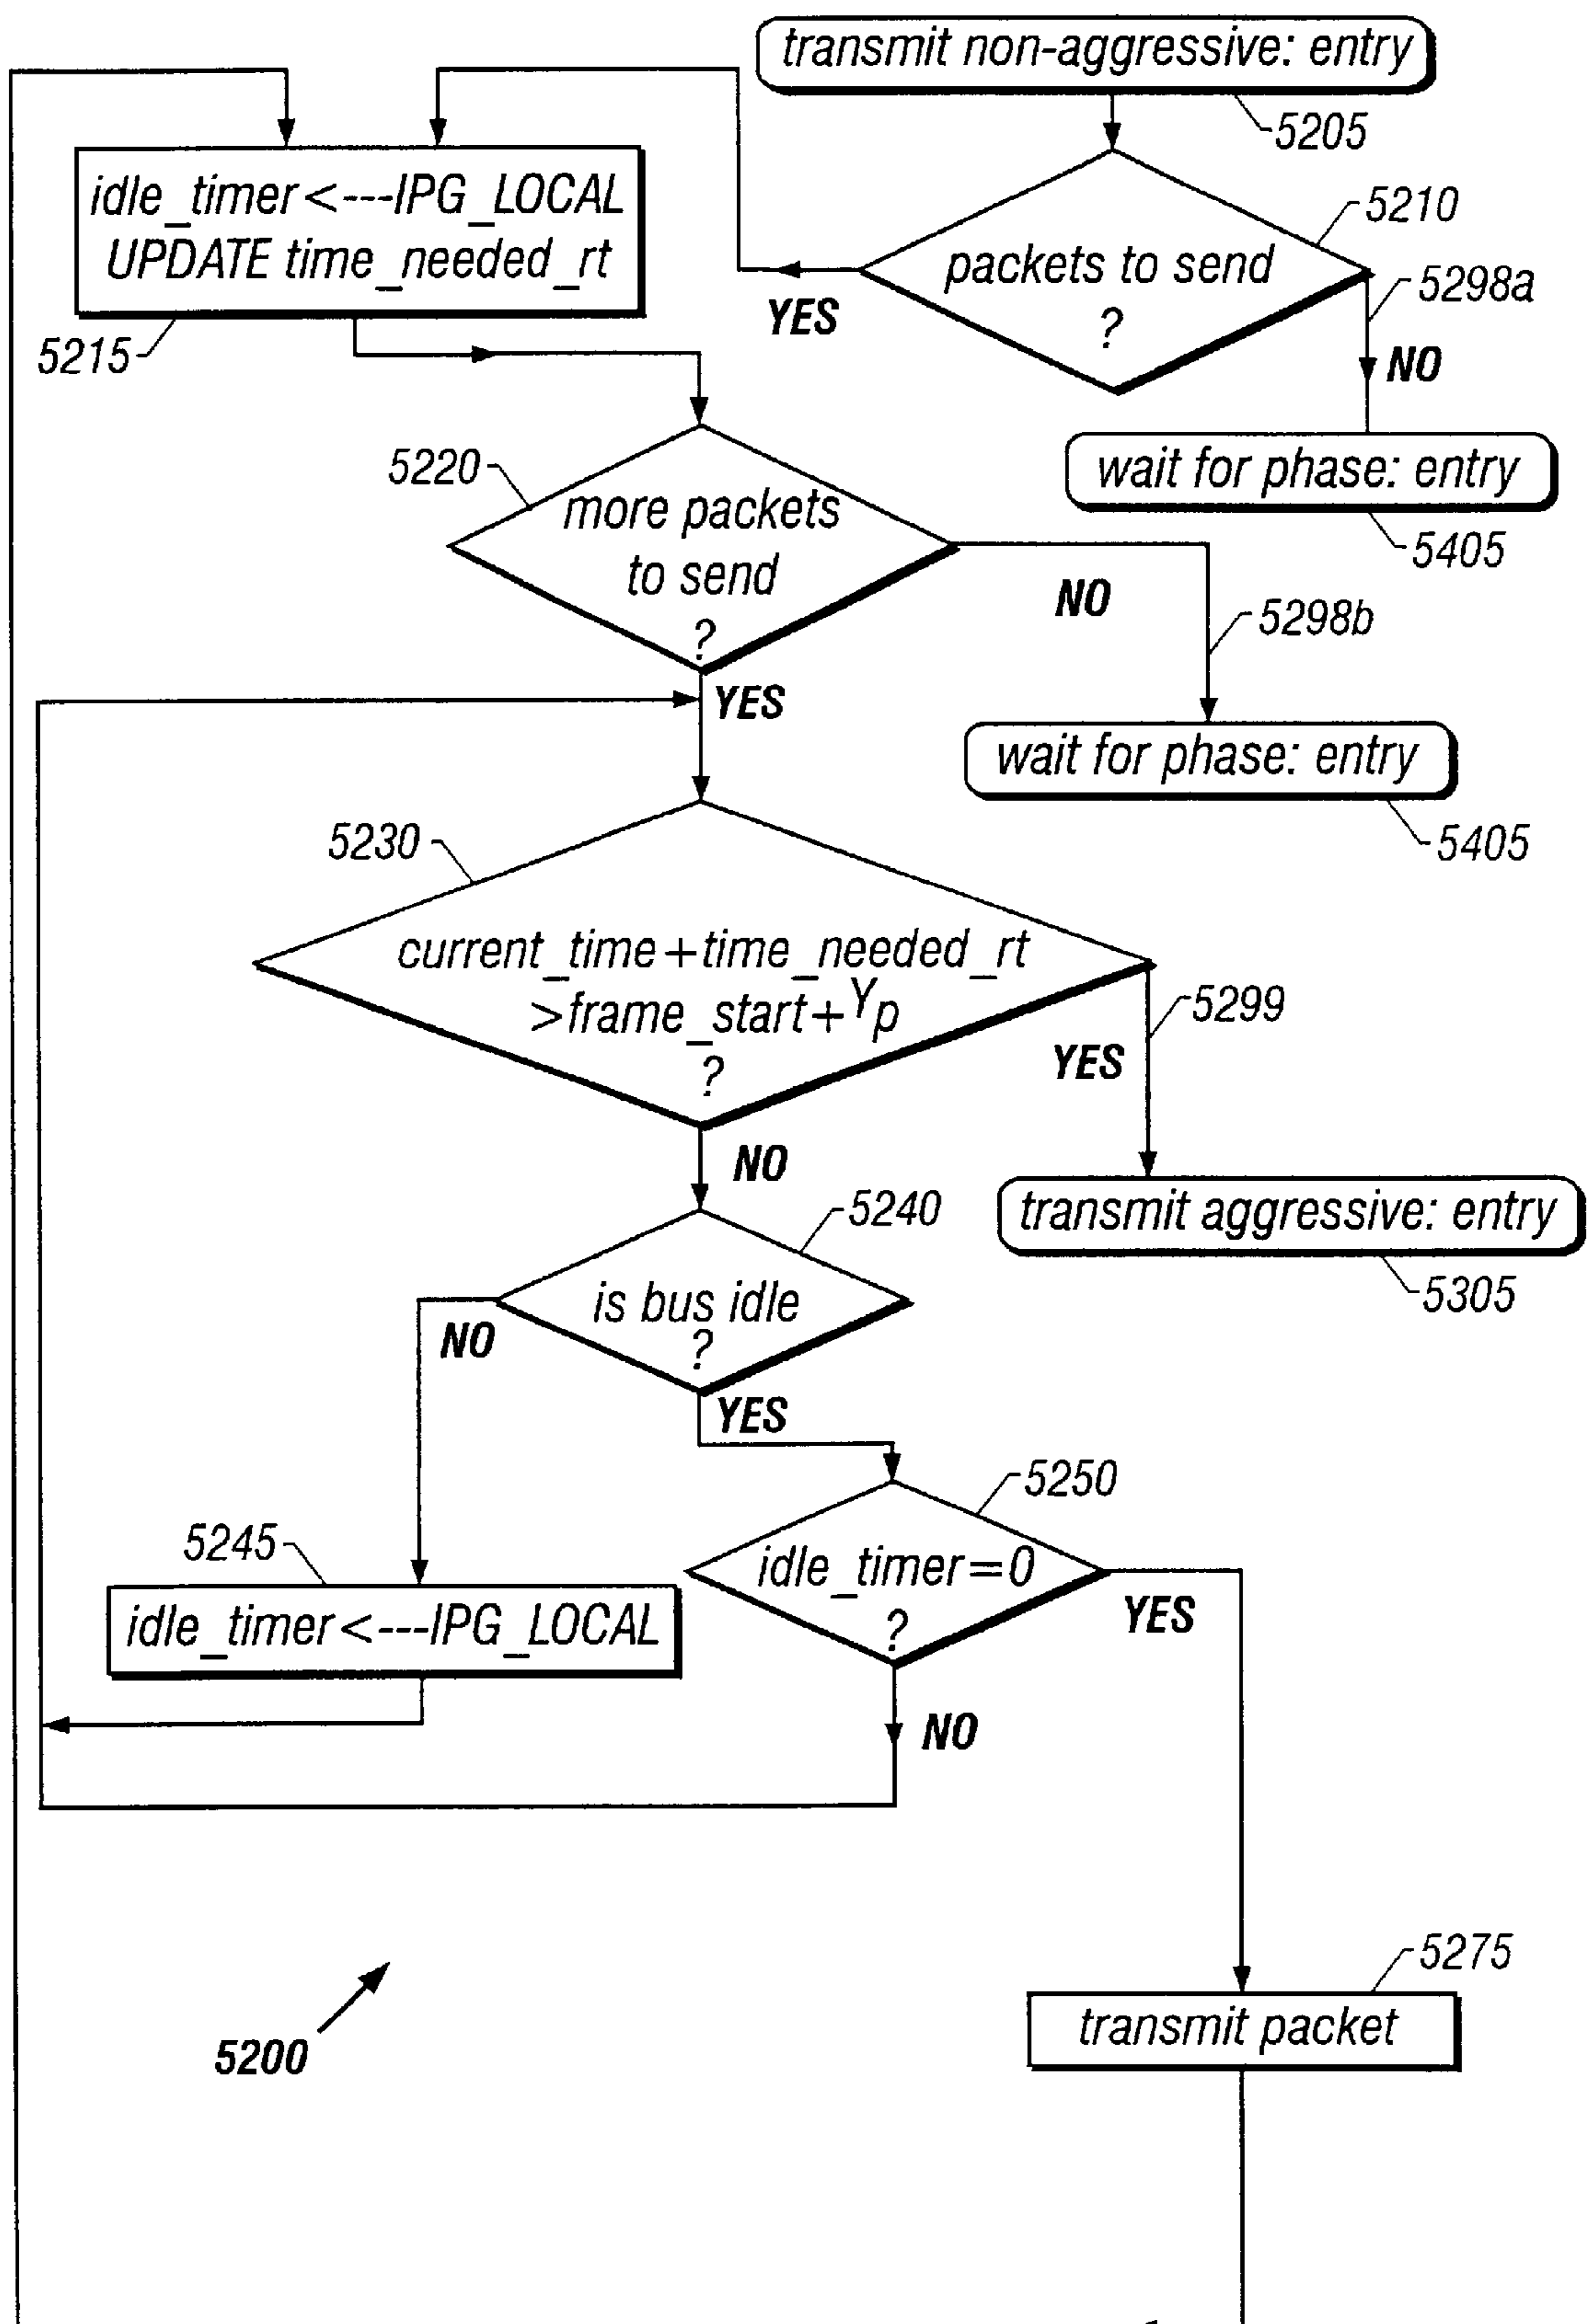 transmit non-aggressive: entry
5205
idle_timer<---IPG_LOCAL
UPDATE time_needed_rt
5215
5210
packets to send
?
YES
5298a
NO
wait for phase: entry
5405
5220
more packets
to send
?
NO
5298b
YES
wait for phase: entry
5405
5230
current_time+time_needed_rt
>frame_start+Yp
?
5299
YES
NO
transmit aggressive: entry
5305
5240
is bus idle
?
NO
YES
5250
idle_timer=0
?
YES
5245
idle_timer<---IPG_LOCAL
NO
5275
transmit packet
5200